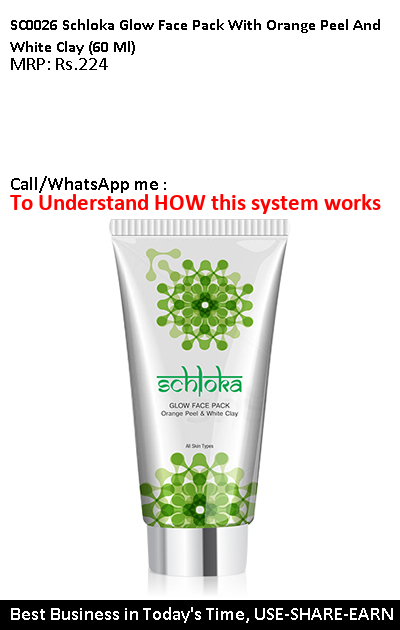 SC0026 Schloka Glow Face Pack With Orange Peel And
White Clay (60 Ml)
MRP: Rs.224
Call/WhatsApp me :
To Understand HOW this system works
schloka
GLOW FACE PACK
Orange Peel & White Clay
All Skin Types
Best Business in Today's Time, USE-SHARE-EARN